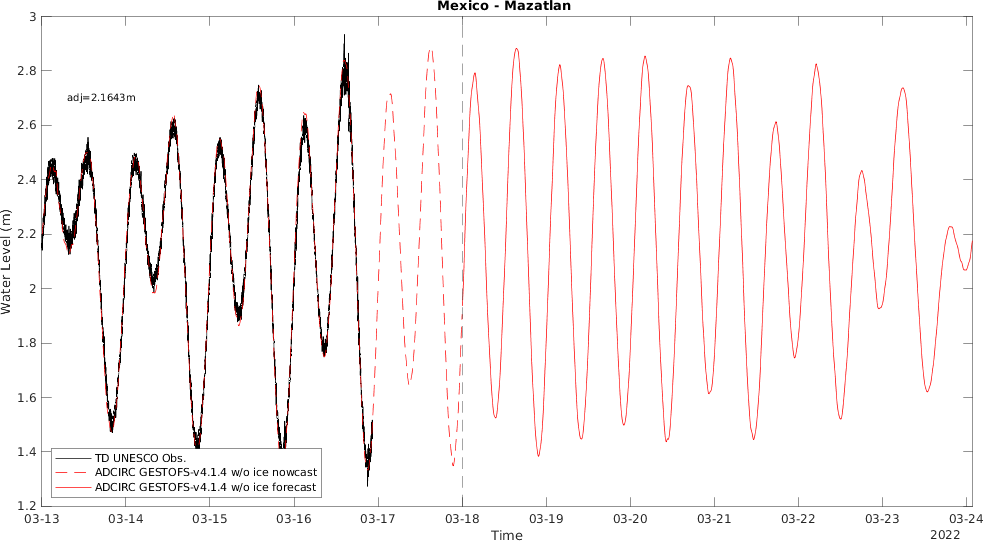 Mexico - Mazatlan
3
2.8
adj=2.1643m
2.6
2.4
2.2
2
1.8
1.6
1.4
1.2
Water Level (m)
TD UNESCO Obs.
ADCIRC GESTOFS-v4.1.4 w/o ice nowcast
ADCIRC GESTOFS-v4.1.4 w/o ice forecast
03-13 03-14 03-15 03-16 03-17 03-18 03-19 03-20 03-21 03-22 03-23 03-24
Time
2022